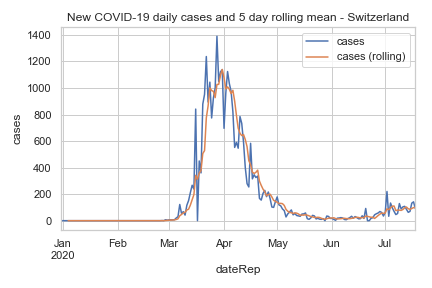 New COVID-19 daily cases and 5 day rolling mean - Switzerland
cases
cases (rolling)
1400
1200
1000
800
600
400
200
0
cases
Jan
2020
Feb
Mar
Apr
May
Jun
Jul
dateRep